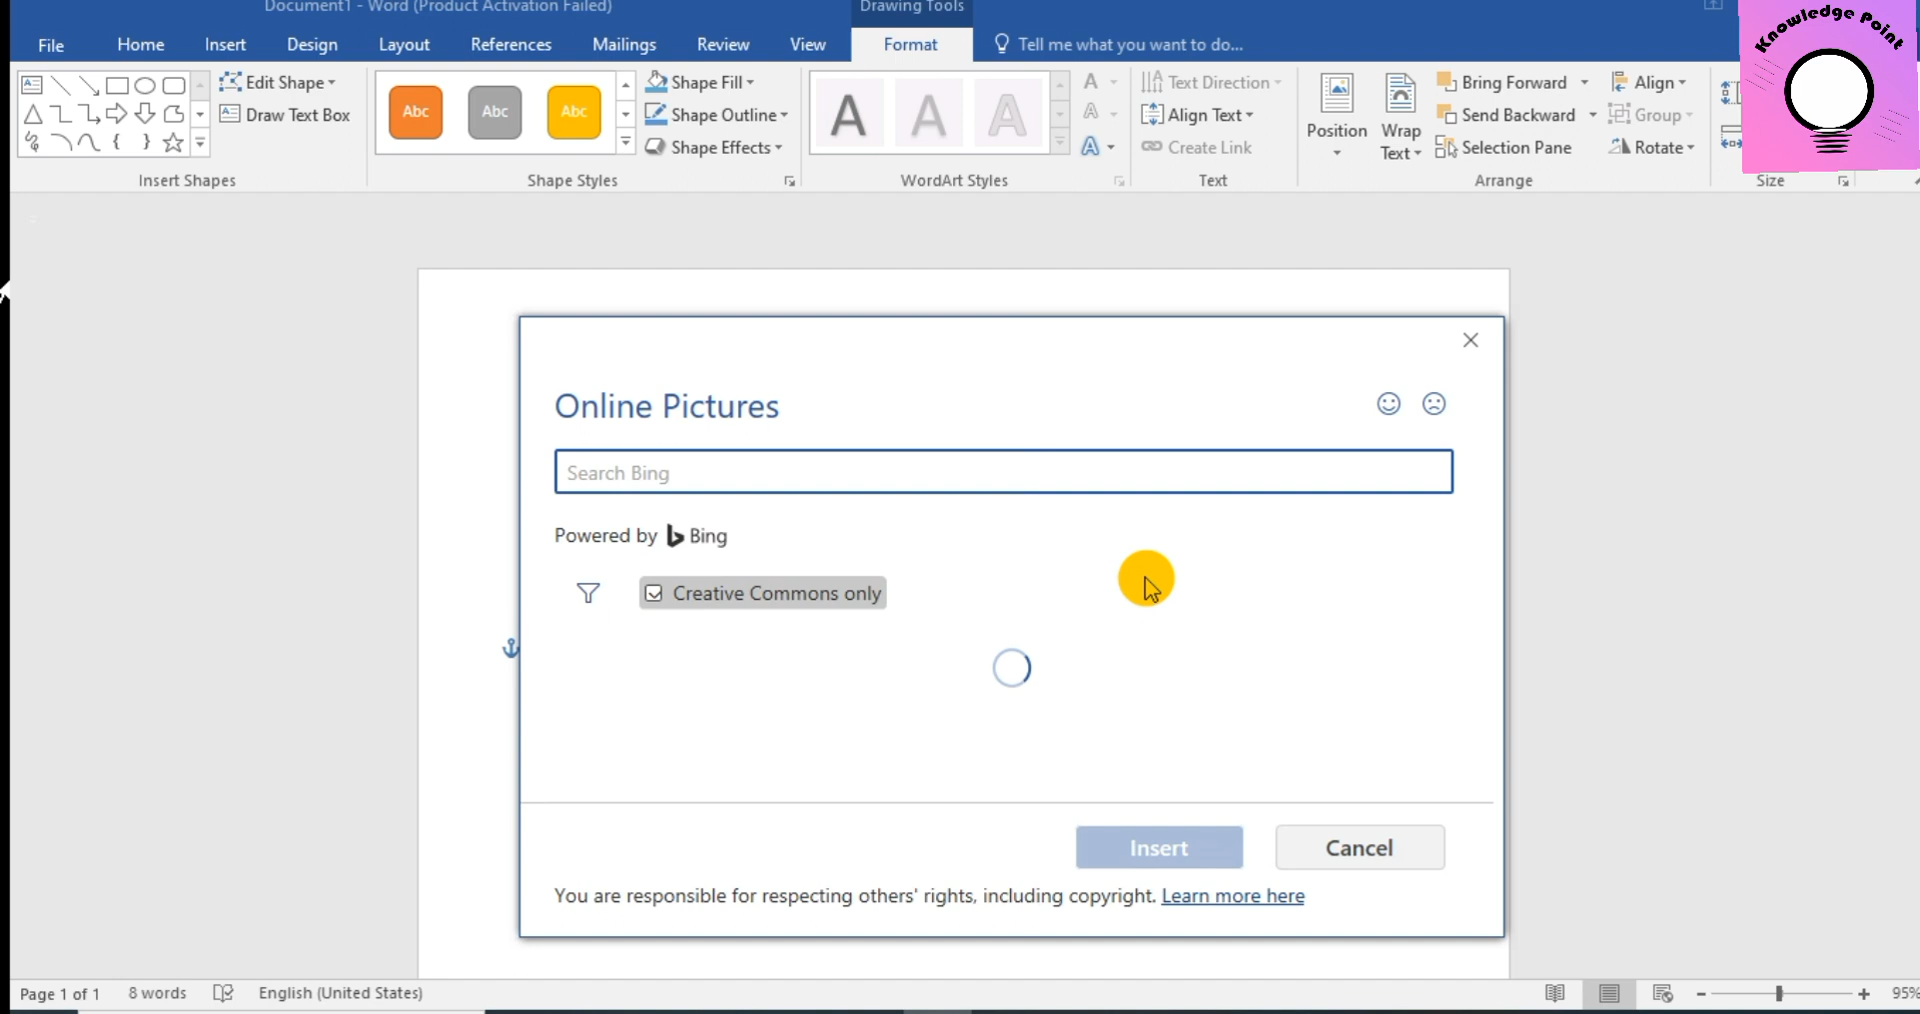 Document1 - Word (Product Activation Failed)
Drawing Tools
File Home Insert Design Layout References Mailings Review View Format Tell me what you want to do...
Knowledge Point
Edit Shape
Draw Text Box
Insert Shapes
Abc Abc Abc
Shape Fill
Shape Outline
Shape Effects
Shape Styles
A A A
A
A
A
WordArt Styles
Text Direction
Align Text
Create Link
Text
Position
Wrap
Text
Bring Forward
Send Backward
Selection Pane
Align
Group
Rotate
Arrange
Size
Online Pictures
Search Bing
Powered by Bing
Creative Commons only
Insert Cancel
You are responsible for respecting others' rights, including copyright. Learn more here
Page 1 of 1 8 words English (United States) 95%